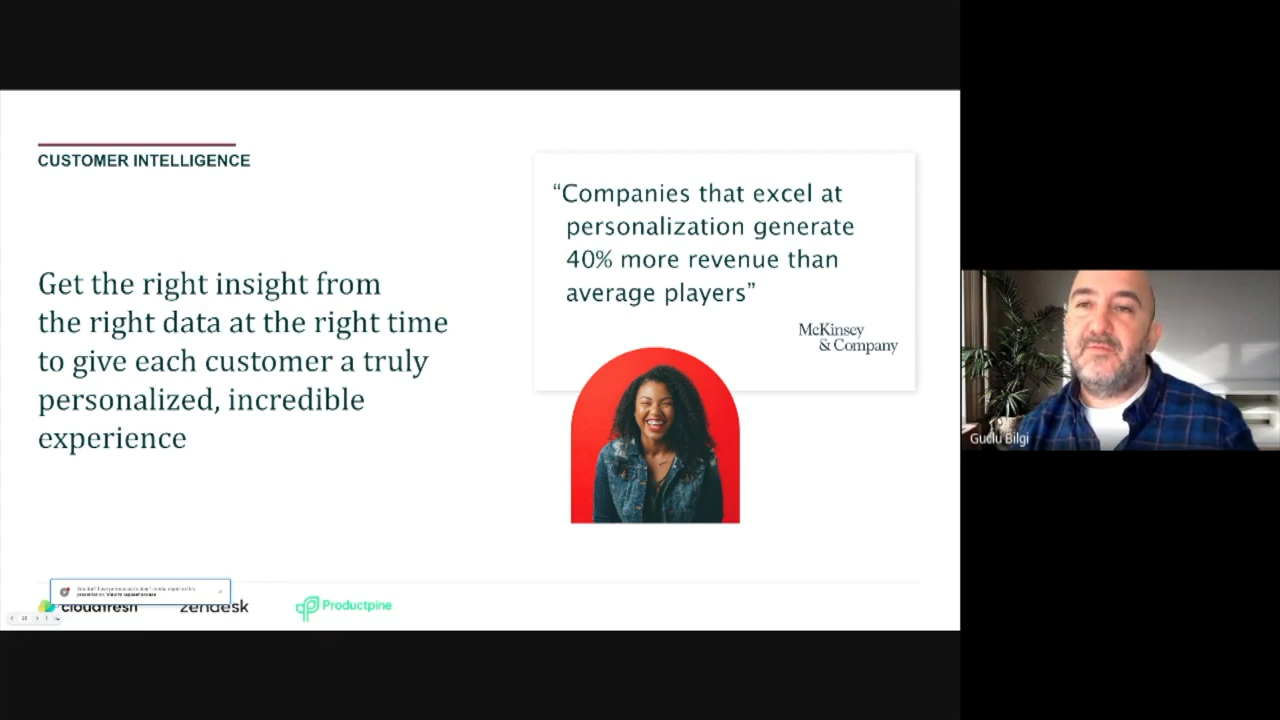 CUSTOMER INTELLIGENCE
Get the right insight from
the right data at the right time
to give each customer a truly
personalized, incredible
experience
“Companies that excel at
personalization generate
40% more revenue than
average players”
McKinsey
& Company
Guclu Bilgi
cloudfresh
zendesk
Productpine